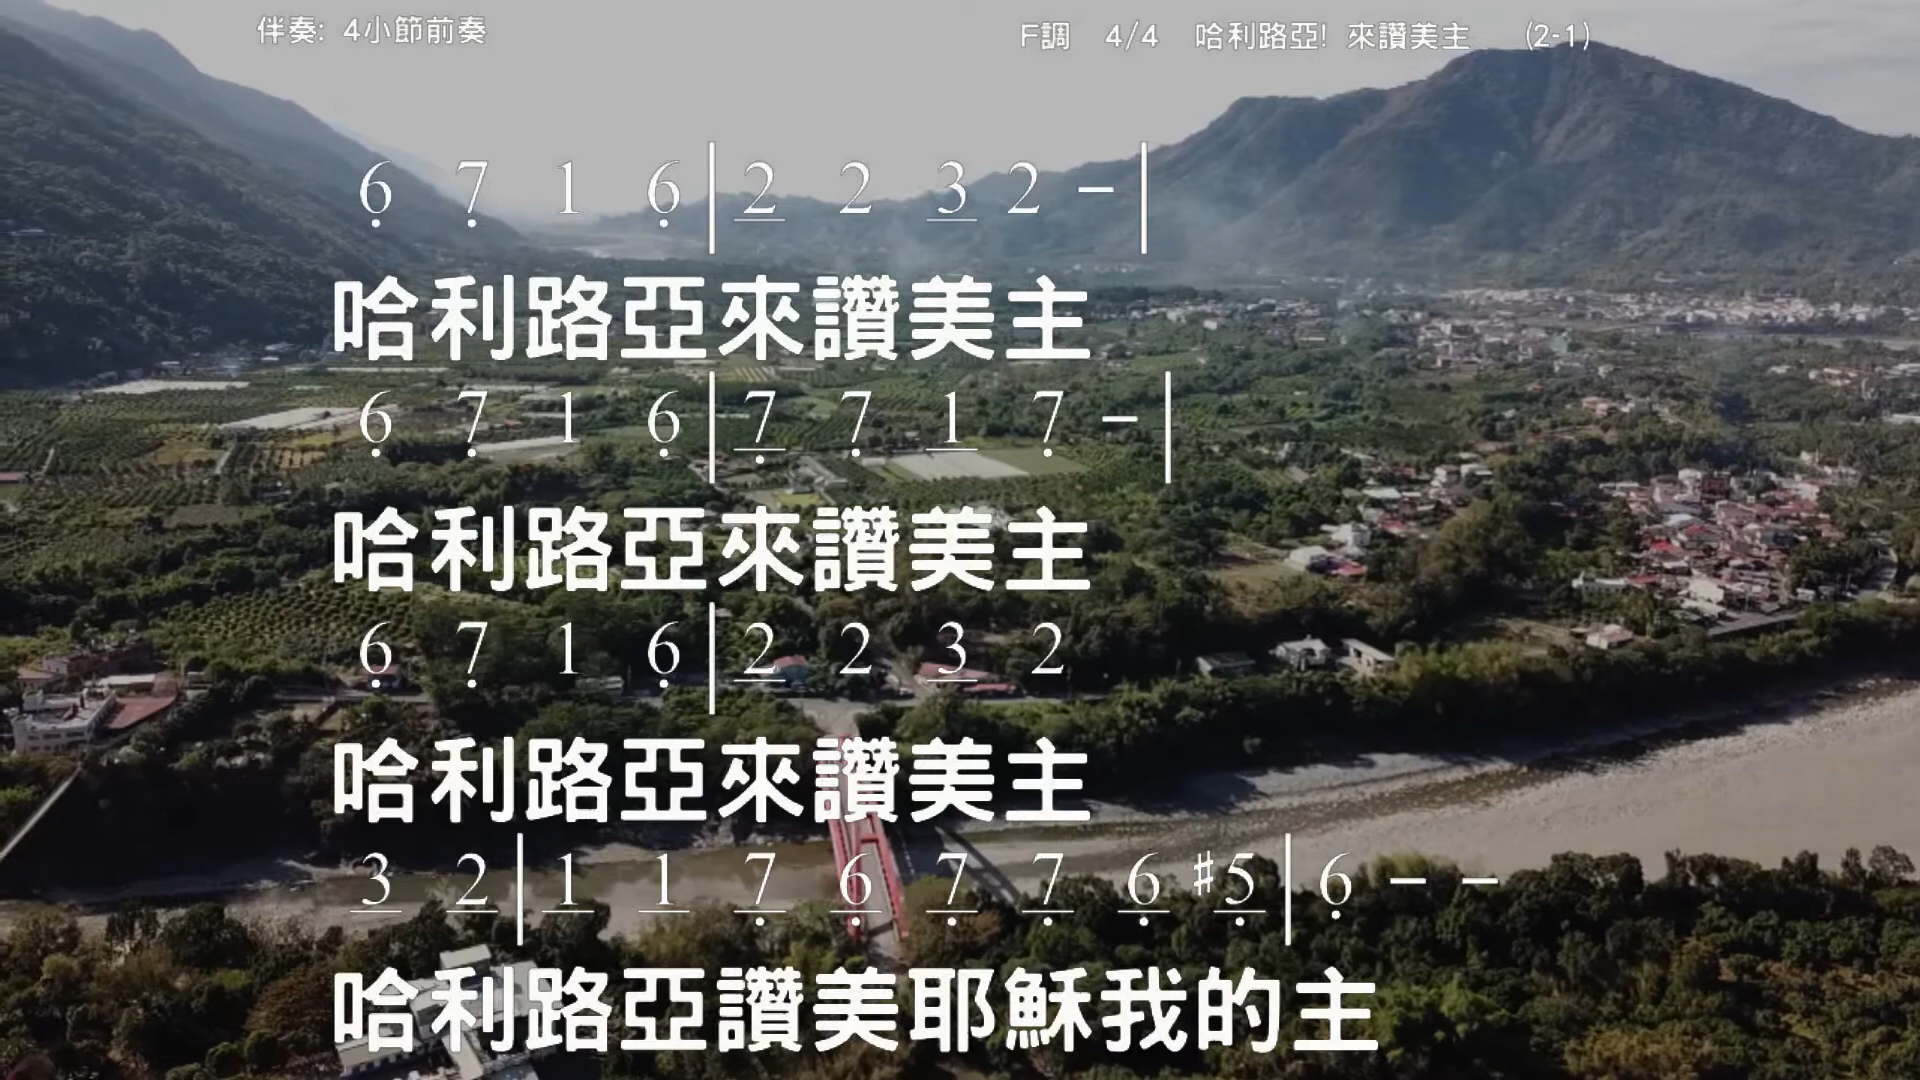 伴奏: 4小節前奏
F調 4/4 哈利路亞! 來讚美主 (2-1)
6̣ 7̣ 1 6̣ | 2̲ 2 3̲ 2 – |
哈利路亞來讚美主
6̣ 7̣ 1 6̣ | 7̣̲ 7̣ 1̲ 7̣ – |
哈利路亞來讚美主
6̣ 7̣ 1 6̣ | 2̲ 2 3̲ 2
哈利路亞來讚美主
3̲ 2̲ | 1̲ 1̲ 7̣̲ 6̣̲ 7̣̲ 7̣̲ 6̣̲ ♯5̣̲ | 6̣ – –
哈利路亞讚美耶穌我的主